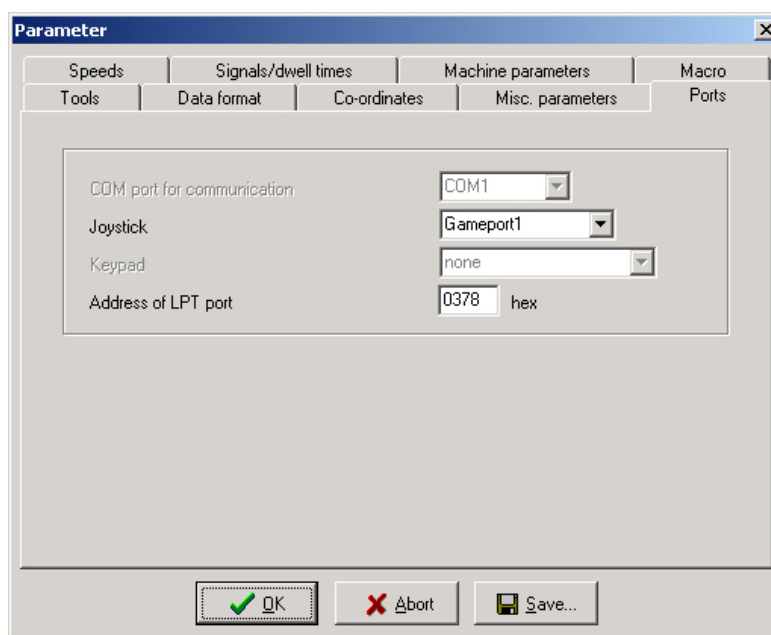 Parameter
Speeds Signals/dwell times Machine parameters Macro
Tools Data format Co-ordinates Misc. parameters Ports
COM port for communication COM1
Joystick Gameport1
Keypad none
Address of LPT port 0378 hex
OK Abort Save...